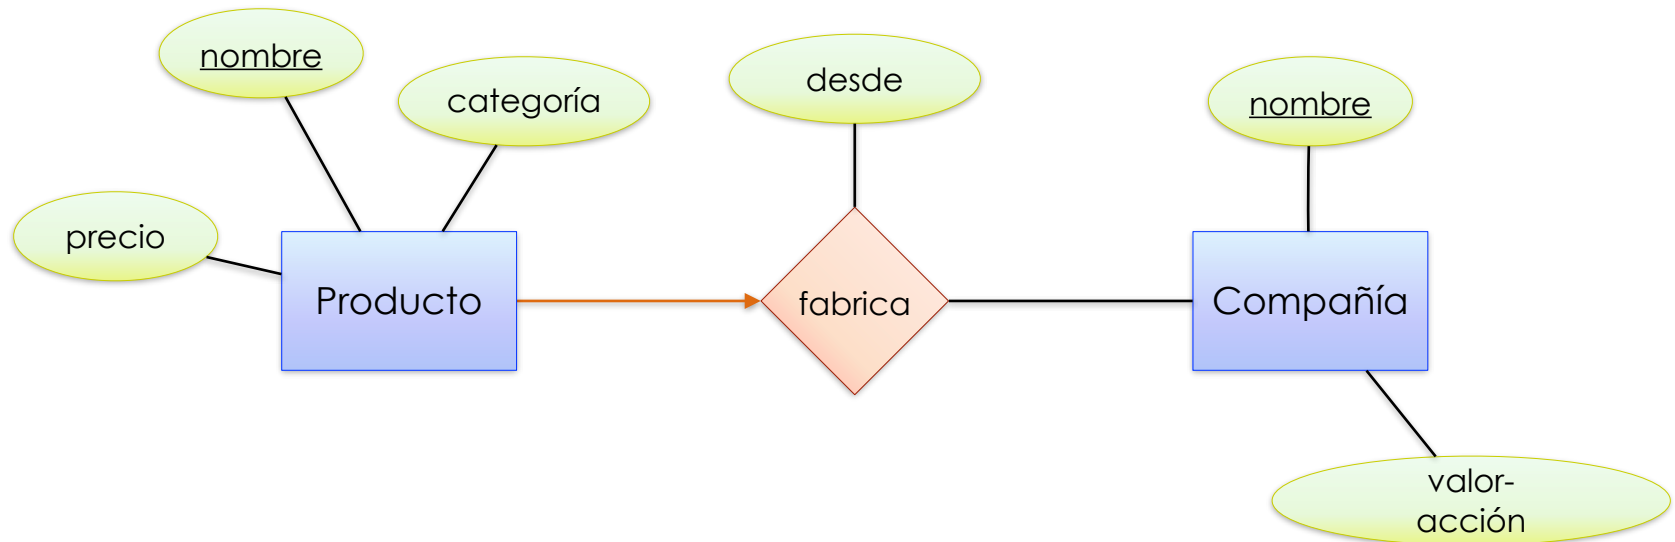 nombre
categoría
desde
nombre
precio
Producto
fabrica
Compañía
valor-
acción